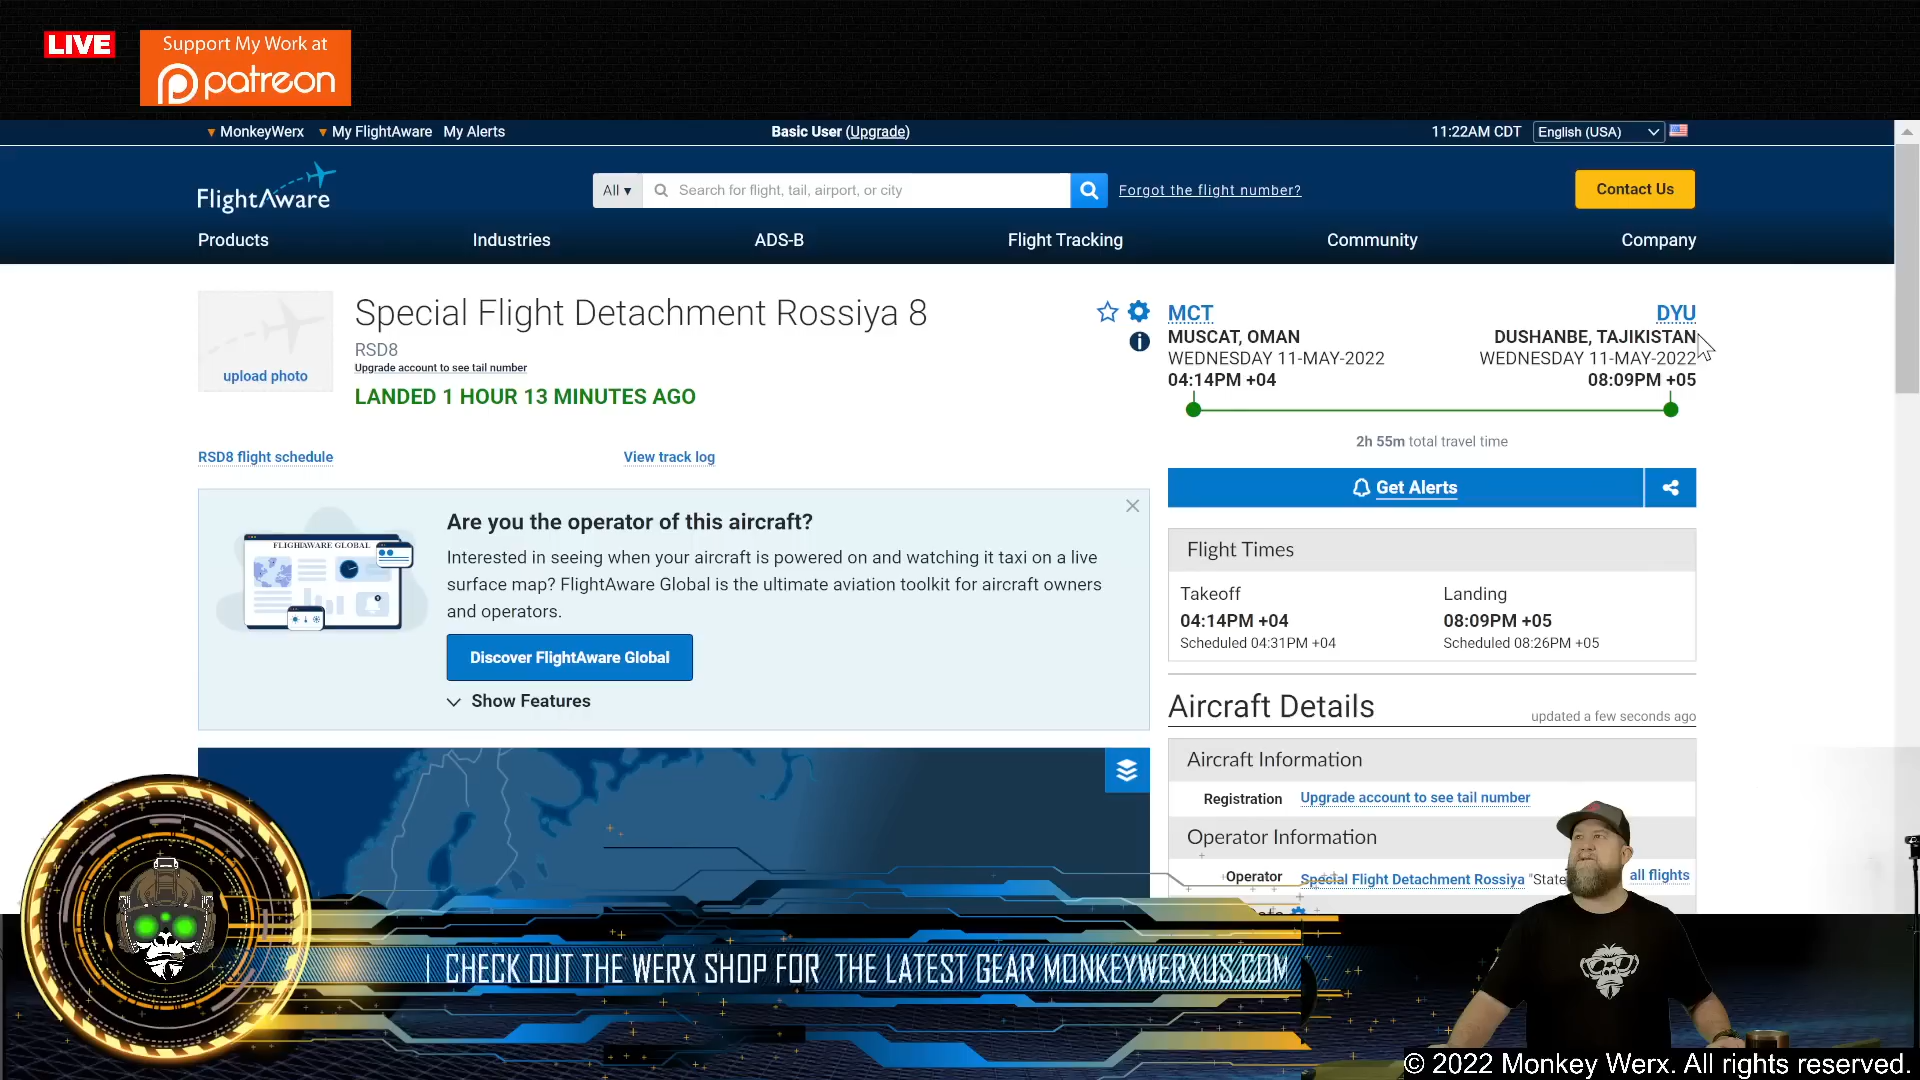 LIVE
Support My Work at
patreon
MonkeyWerx
My FlightAware
My Alerts
Basic User (Upgrade)
11:22AM CDT
English (USA)
FlightAware
All
Search for flight, tail, airport, or city
Forgot the flight number?
Contact Us
Products
Industries
ADS-B
Flight Tracking
Community
Company
upload photo
Special Flight Detachment Rossiya 8
RSD8
Upgrade account to see tail number
LANDED 1 HOUR 13 MINUTES AGO
RSD8 flight schedule
View track log
MCT
MUSCAT, OMAN
WEDNESDAY 11-MAY-2022
04:14PM +04
DYU
DUSHANBE, TAJIKISTAN
WEDNESDAY 11-MAY-2022
08:09PM +05
2h 55m total travel time
Get Alerts
FLIGHTAWARE GLOBAL
Are you the operator of this aircraft?
Interested in seeing when your aircraft is powered on and watching it taxi on a live
surface map? FlightAware Global is the ultimate aviation toolkit for aircraft owners
and operators.
Discover FlightAware Global
Show Features
Flight Times
Takeoff
04:14PM +04
Scheduled 04:31PM +04
Landing
08:09PM +05
Scheduled 08:26PM +05
Aircraft Details
updated a few seconds ago
Aircraft Information
Registration
Upgrade account to see tail number
Operator Information
Operator
Special Flight Detachment Rossiya "State
all flights
| CHECK OUT THE WERX SHOP FOR THE LATEST GEAR MONKEYWERXUS.COM
© 2022 Monkey Werx. All rights reserved.